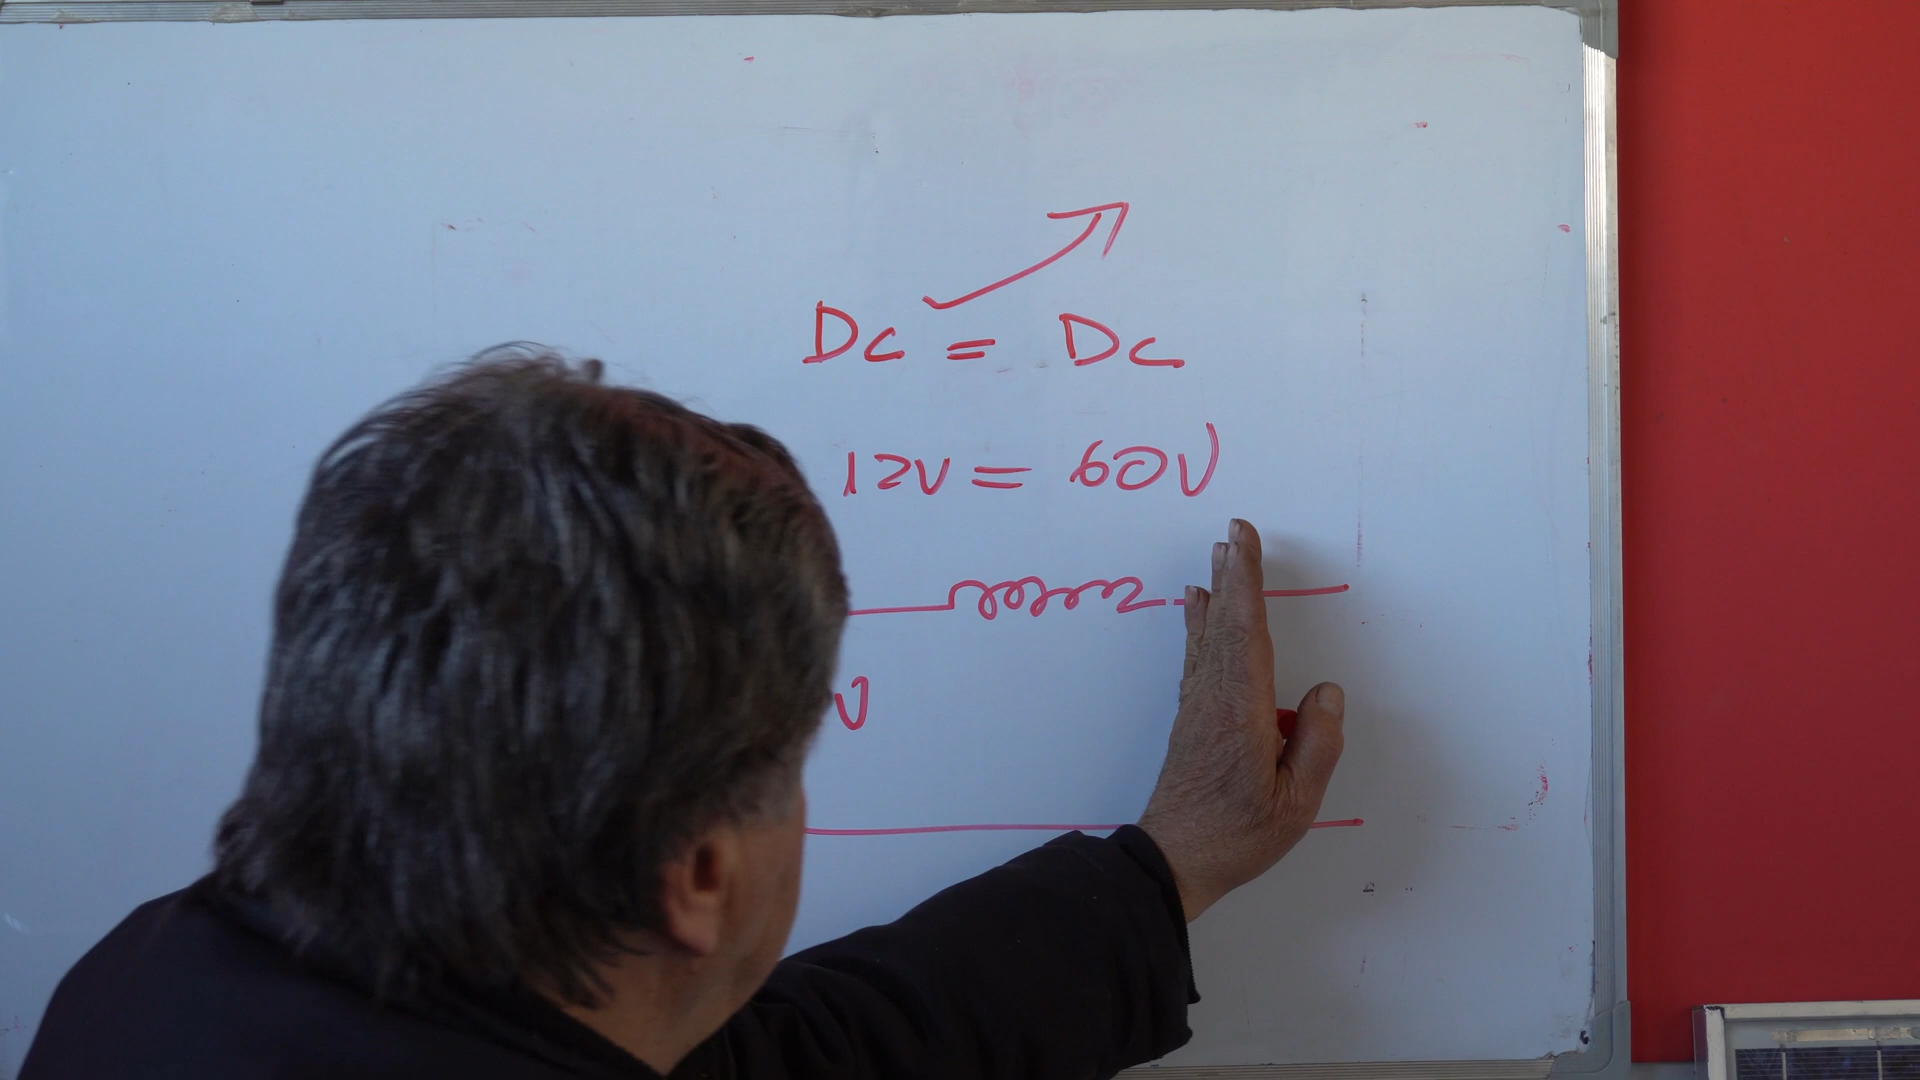 Dc = Dc
12V = 60V
V